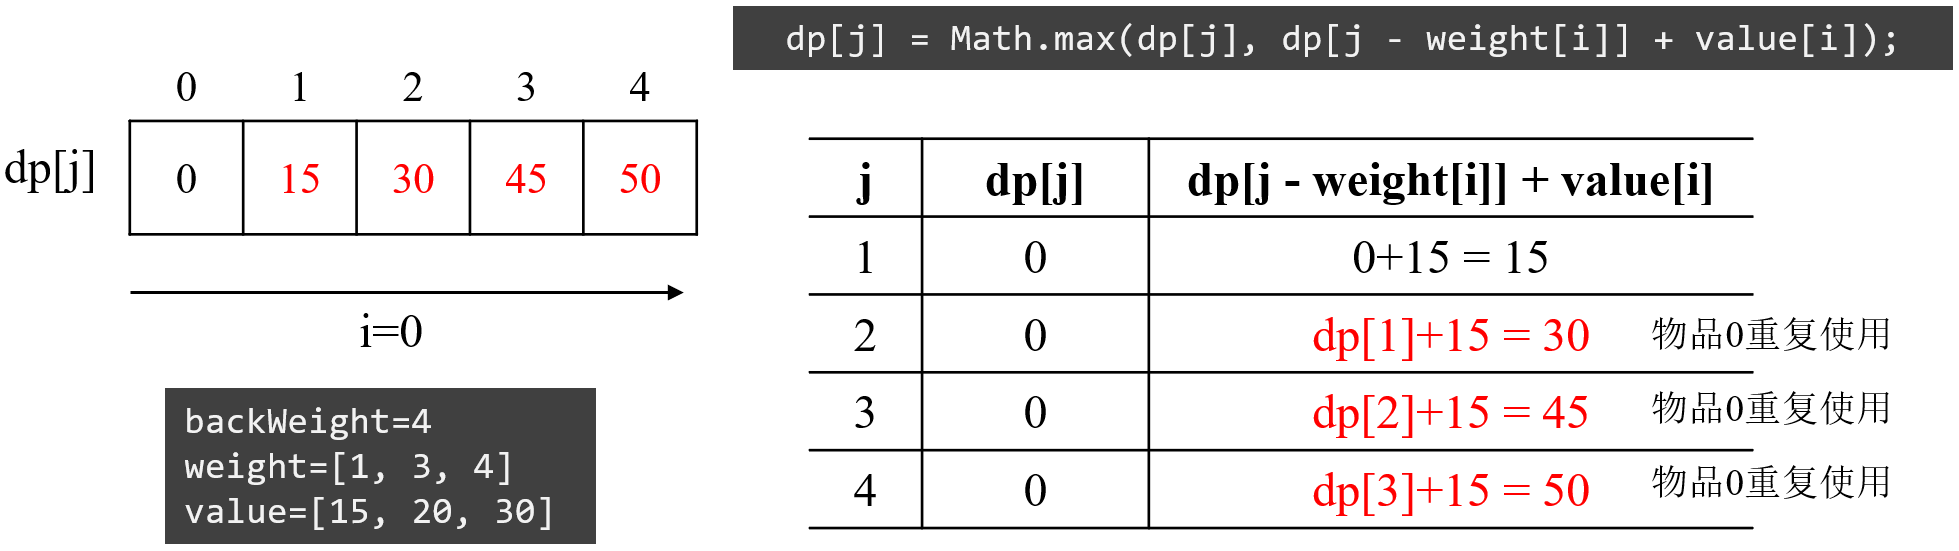 dp[j] = Math.max(dp[j], dp[j - weight[i]] + value[i]);
0 1 2 3 4
dp[j] 0 15 30 45 50
i=0
backWeight=4
weight=[1, 3, 4]
value=[15, 20, 30]
j dp[j] dp[j - weight[i]] + value[i]
1 0 0+15 = 15
2 0 dp[1]+15 = 30 物品0重复使用
3 0 dp[2]+15 = 45 物品0重复使用
4 0 dp[3]+15 = 50 物品0重复使用